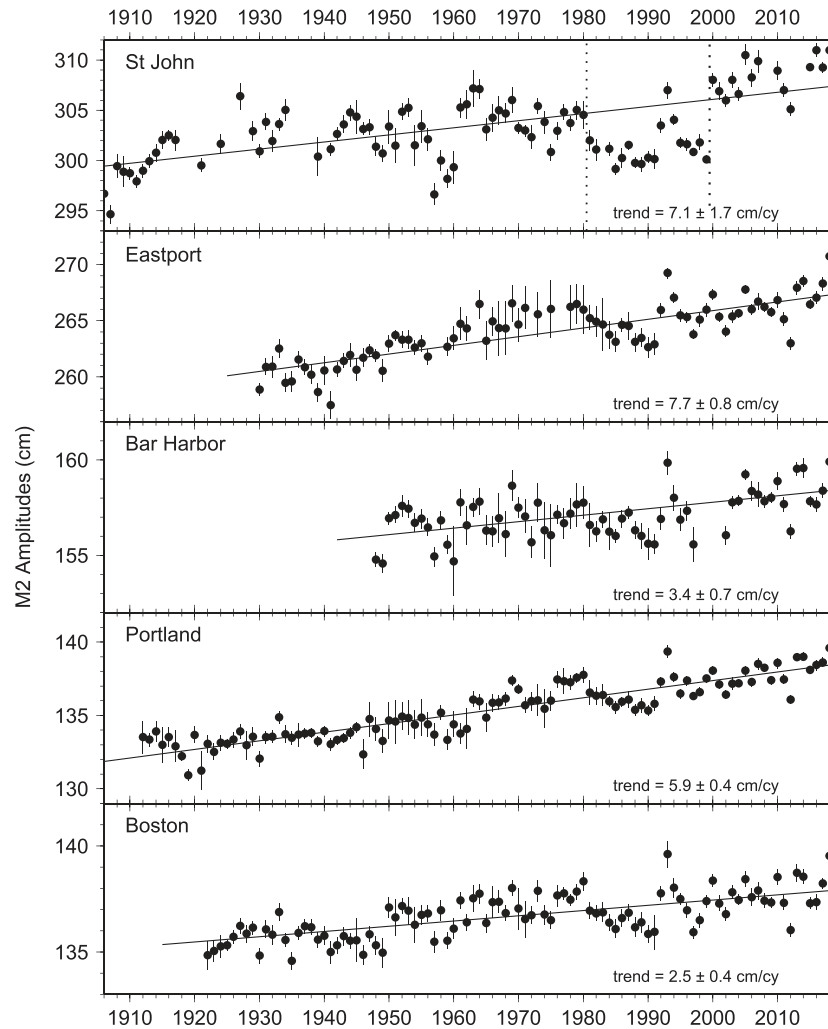 1910 1920 1930 1940 1950 1960 1970 1980 1990 2000 2010
St John
310
305
300
295
trend = 7.1 ± 1.7 cm/cy
Eastport
270
265
260
trend = 7.7 ± 0.8 cm/cy
Bar Harbor
160
155
trend = 3.4 ± 0.7 cm/cy
M2 Amplitudes (cm)
Portland
140
135
130
trend = 5.9 ± 0.4 cm/cy
Boston
140
135
trend = 2.5 ± 0.4 cm/cy
1910 1920 1930 1940 1950 1960 1970 1980 1990 2000 2010